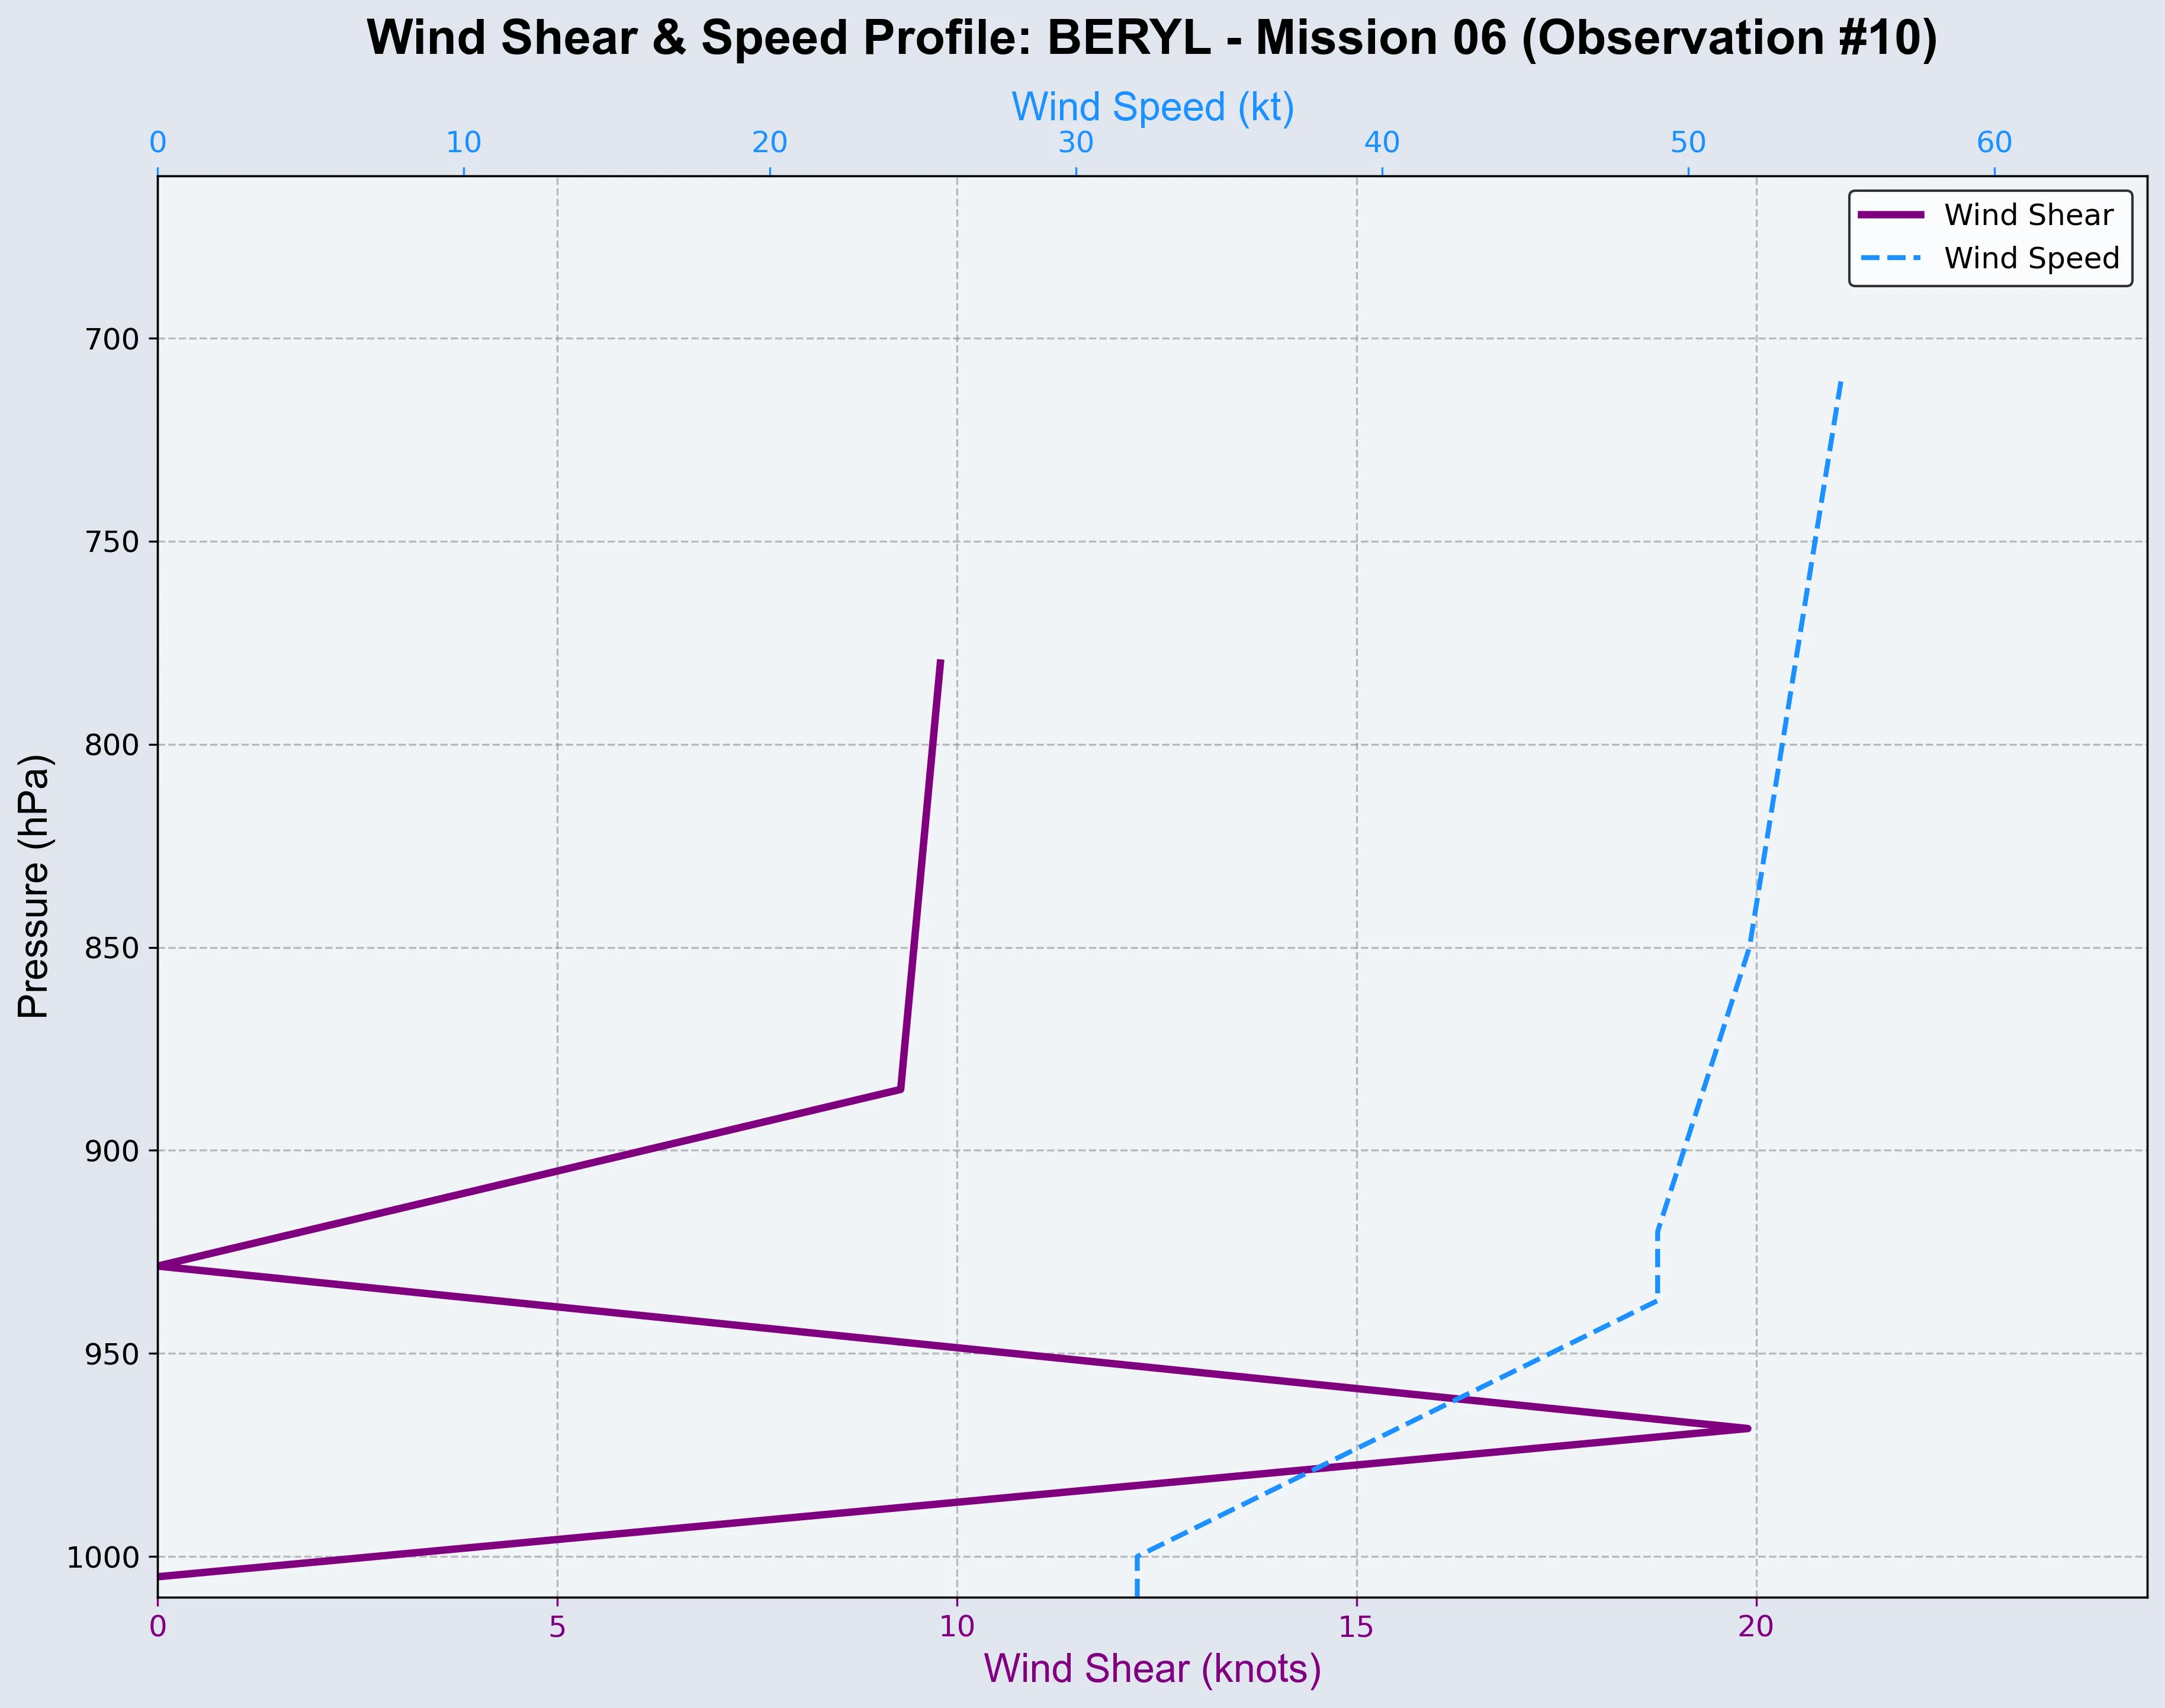 Wind Shear & Speed Profile: BERYL - Mission 06 (Observation #10)
Wind Speed (kt)
0 10 20 30 40 50 60
Wind Shear
Wind Speed
Pressure (hPa)
700
750
800
850
900
950
1000
0 5 10 15 20
Wind Shear (knots)